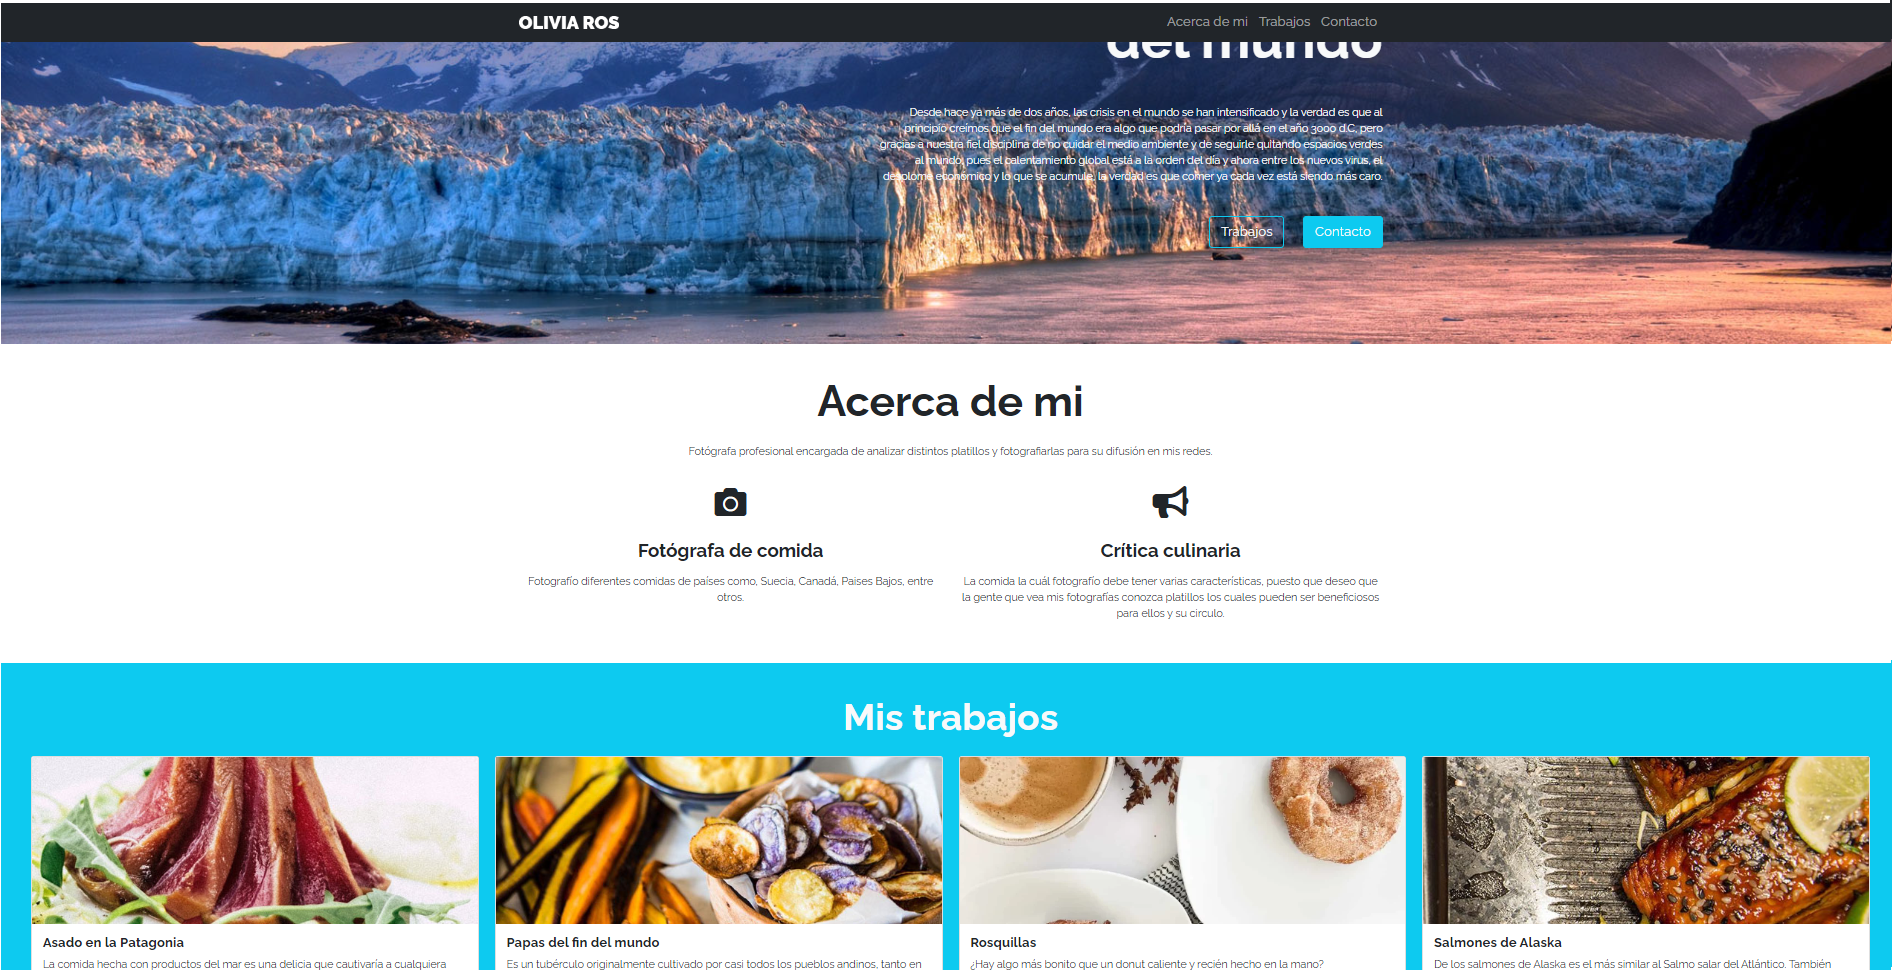 OLIVIA ROS
Acerca de mi Trabajos Contacto
del mundo
Desde hace ya más de dos años, las crisis en el mundo se han intensificado y la verdad es que al
principio creímos que el fin del mundo era algo que podría pasar por allá en el año 3000 d.C, pero
gracias a nuestra fiel disciplina de no cuidar el medio ambiente y de seguirle quitando espacios verdes
al mundo, pues el calentamiento global está a la orden del día y ahora entre los nuevos virus, el
desplome económico y lo que se acumule, la verdad es que comer ya cada vez está siendo más caro.
Trabajos Contacto
Acerca de mi
Fotógrafa profesional encargada de analizar distintos platillos y fotografiarlas para su difusión en mis redes.
Fotógrafa de comida
Fotografío diferentes comidas de países como, Suecia, Canadá, Paises Bajos, entre
otros.
Crítica culinaria
La comida la cuál fotografío debe tener varias características, puesto que deseo que
la gente que vea mis fotografías conozca platillos los cuales pueden ser beneficiosos
para ellos y su circulo.
Mis trabajos
Asado en la Patagonia
La comida hecha con productos del mar es una delicia que cautivaría a cualquiera
Papas del fin del mundo
Es un tubérculo originalmente cultivado por casi todos los pueblos andinos, tanto en
Rosquillas
¿Hay algo más bonito que un donut caliente y recién hecho en la mano?
Salmones de Alaska
De los salmones de Alaska es el más similar al Salmo salar del Atlántico. También